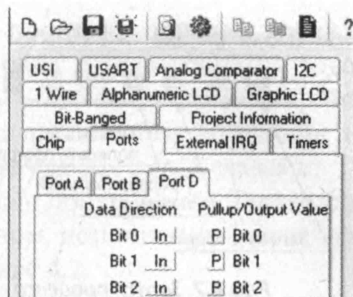 ?
USI USART Analog Comparator I2C
1 Wire Alphanumeric LCD Graphic LCD
Bit-Banged Project Information
Chip Ports External IRQ Timers
Port A Port B Port D
Data Direction Pullup/Output Value
Bit 0 In P Bit 0
Bit 1 In P Bit 1
Bit 2 In P Bit 2